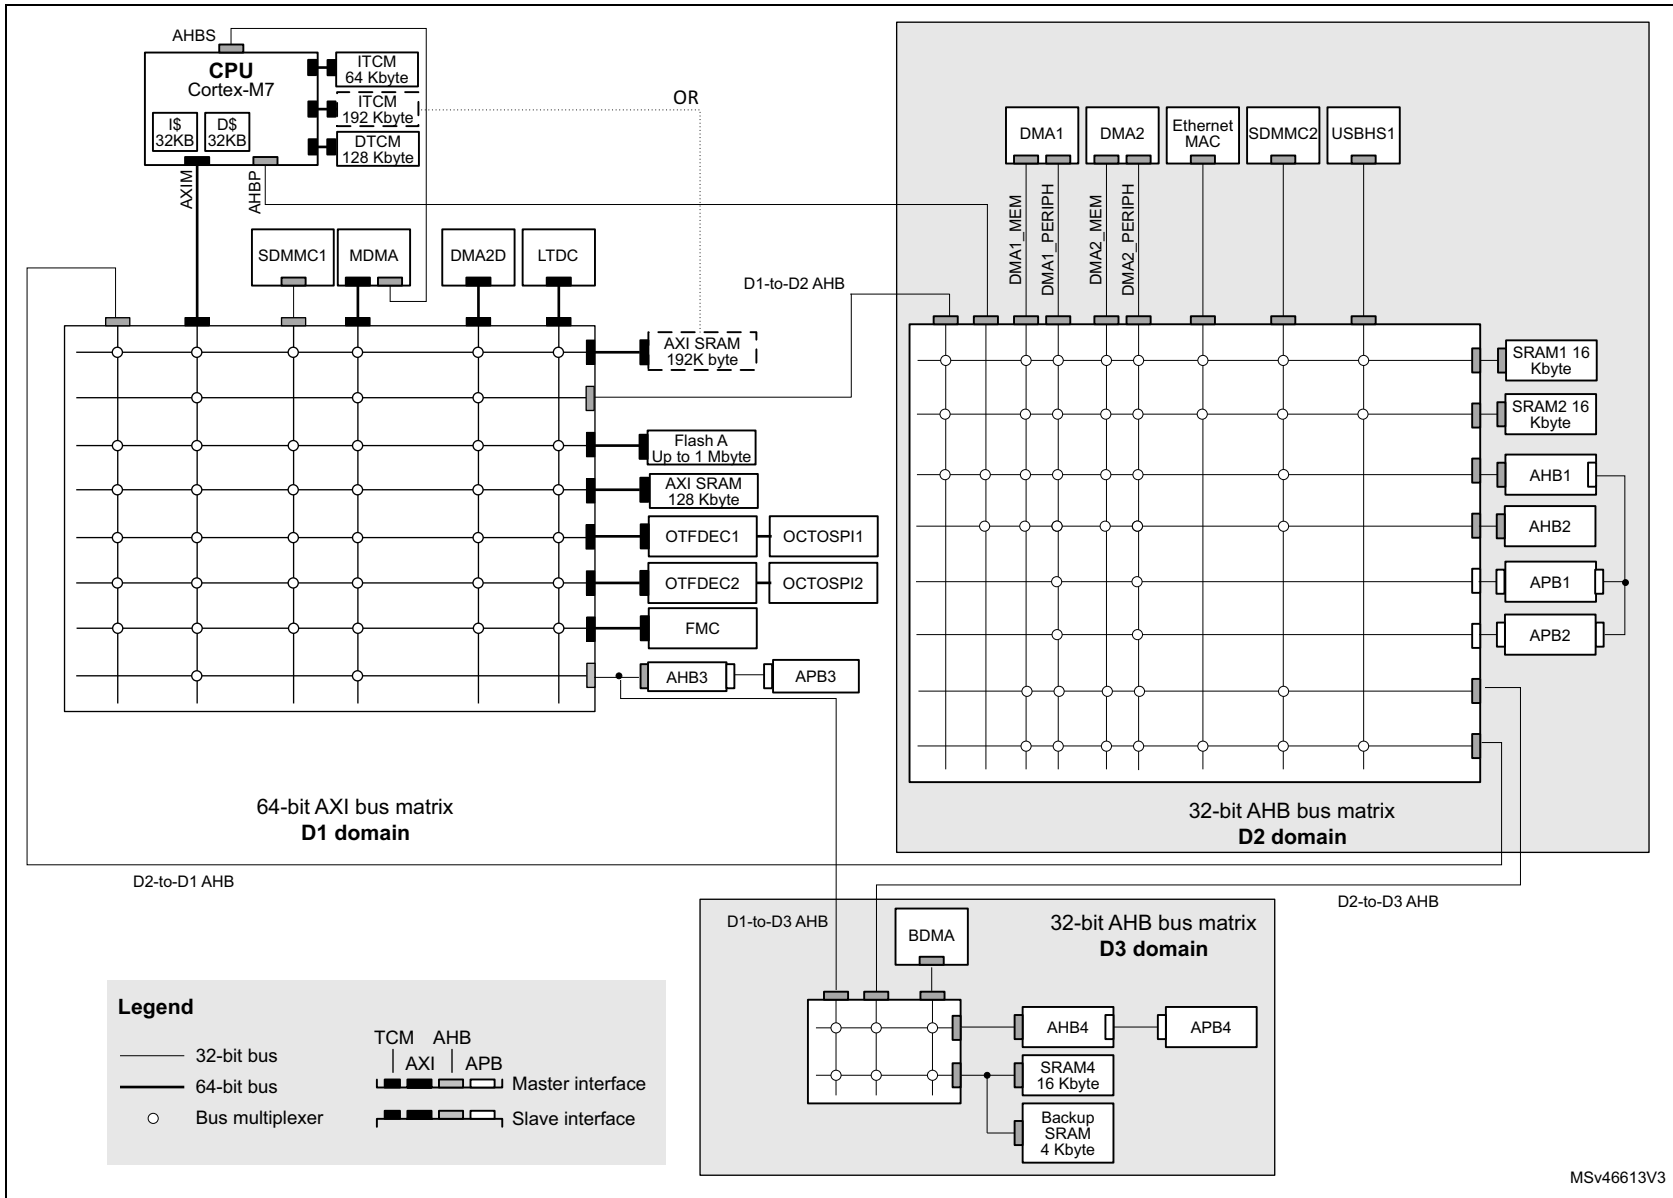 AHBS
CPU
Cortex-M7
I$
32KB
D$
32KB
ITCM
64 Kbyte
ITCM
192 Kbyte
DTCM
128 Kbyte
OR
AXIM
AHBP
SDMMC1
MDMA
DMA2D
LTDC
D1-to-D2 AHB
AXI SRAM
192K byte
Flash A
Up to 1 Mbyte
AXI SRAM
128 Kbyte
OTFDEC1
OCTOSPI1
OTFDEC2
OCTOSPI2
FMC
AHB3
APB3
64-bit AXI bus matrix
D1 domain
DMA1
DMA2
Ethernet
MAC
SDMMC2
USBHS1
DMA1_MEM
DMA1_PERIPH
DMA2_MEM
DMA2_PERIPH
SRAM1 16
Kbyte
SRAM2 16
Kbyte
AHB1
AHB2
APB1
APB2
32-bit AHB bus matrix
D2 domain
D2-to-D1 AHB
D2-to-D3 AHB
D1-to-D3 AHB
BDMA
32-bit AHB bus matrix
D3 domain
AHB4
APB4
SRAM4
16 Kbyte
Backup
SRAM
4 Kbyte
Legend
32-bit bus
64-bit bus
Bus multiplexer
TCM AHB
AXI APB
Master interface
Slave interface
MSv46613V3